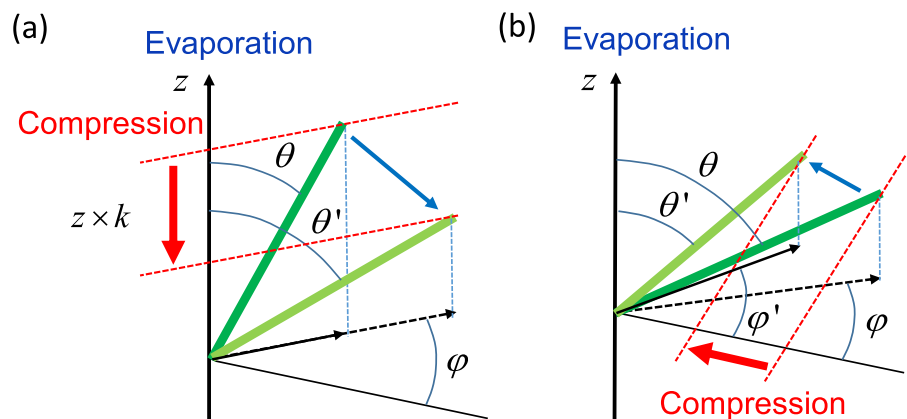 (a)
Evaporation
z
Compression
θ
θ'
z × k
φ
(b)
Evaporation
z
θ
θ'
φ'
φ
Compression